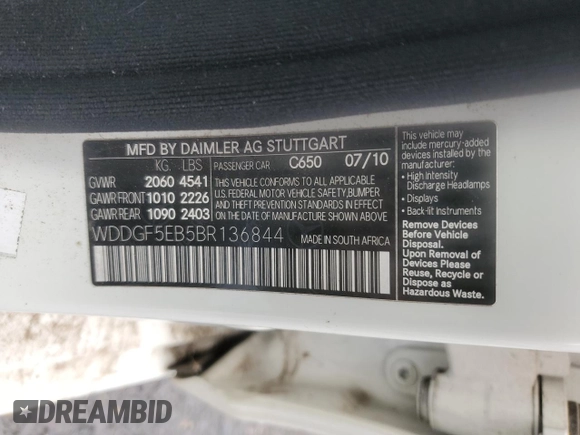 MFD BY DAIMLER AG STUTTGART
KG. LBS PASSENGER CAR C650 07/10
GVWR 2060 4541
GAWR FRONT 1010 2226
GAWR REAR 1090 2403
THIS VEHICLE CONFORMS TO ALL APPLICABLE
U.S. FEDERAL MOTOR VEHICLE SAFETY, BUMPER
AND THEFT PREVENTION STANDARDS IN
EFFECT ON THE DATE OF MANUFACTURE
SHOWN ABOVE.
WDDGF5EB5BR136844 MADE IN SOUTH AFRICA
This vehicle may
include mercury-added
devices installed by the
manufacturer:
• High Intensity
Discharge Headlamps
• Displays
• Back-lit Instruments
Remove Devices
Before Vehicle
Disposal.
Upon Removal of
Devices Please
Reuse, Recycle or
Dispose as
Hazardous Waste.
DREAMBID